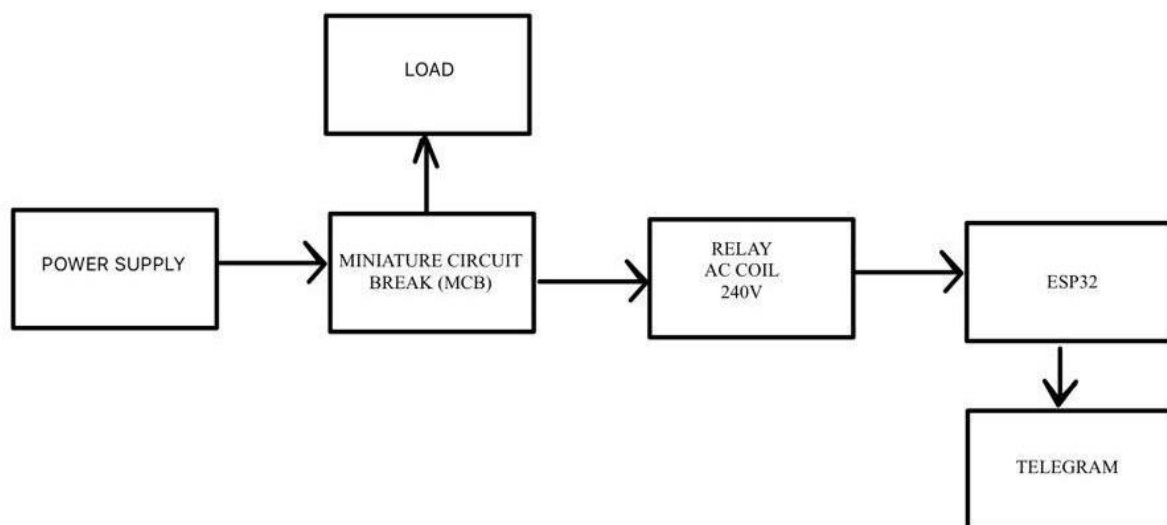 LOAD
POWER SUPPLY
MINIATURE CIRCUIT
BREAK (MCB)
RELAY
AC COIL
240V
ESP32
TELEGRAM